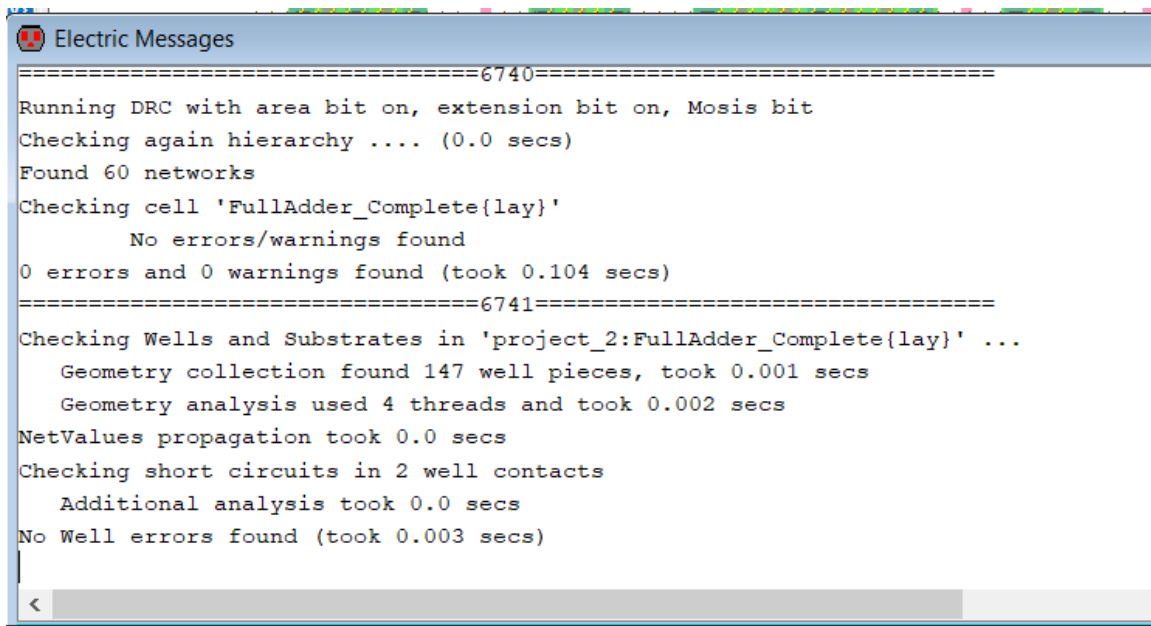 Electric Messages
=================================6740=================================
Running DRC with area bit on, extension bit on, Mosis bit
Checking again hierarchy .... (0.0 secs)
Found 60 networks
Checking cell 'FullAdder_Complete{lay}'
No errors/warnings found
0 errors and 0 warnings found (took 0.104 secs)
=================================6741=================================
Checking Wells and Substrates in 'project_2:FullAdder_Complete{lay}' ...
Geometry collection found 147 well pieces, took 0.001 secs
Geometry analysis used 4 threads and took 0.002 secs
NetValues propagation took 0.0 secs
Checking short circuits in 2 well contacts
Additional analysis took 0.0 secs
No Well errors found (took 0.003 secs)